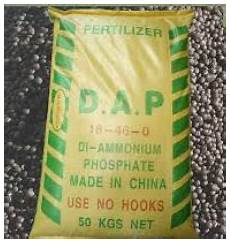 FERTILIZER
D.A.P
18-46-0
DI-AMMONIUM
PHOSPHATE
MADE IN CHINA
USE NO HOOKS
50 KGS NET